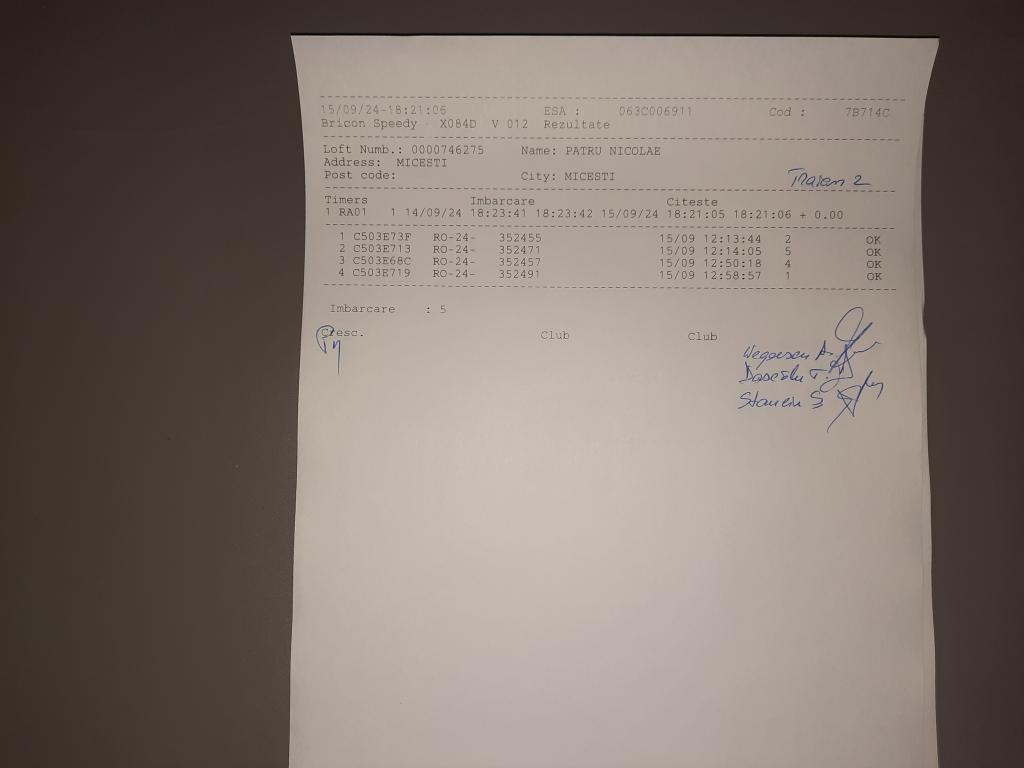 15/09/24-18:21:06 ESA : 063C006911 Cod : 7B714C
Bricon Speedy - X084D V 012 Rezultate
Loft Numb.: 0000746275 Name: PATRU NICOLAE
Address: MICESTI
Post code: City: MICESTI
Traian 2
Timers Imbarcare Citeste
1 RA01 1 14/09/24 18:23:41 18:23:42 15/09/24 18:21:05 18:21:06 + 0.00
1 C503E73F RO-24- 352455 15/09 12:13:44 2 OK
2 C503E713 RO-24- 352471 15/09 12:14:05 5 OK
3 C503E68C RO-24- 352457 15/09 12:50:18 4 OK
4 C503E719 RO-24- 352491 15/09 12:58:57 1 OK
Imbarcare : 5
Cresc. Club Club